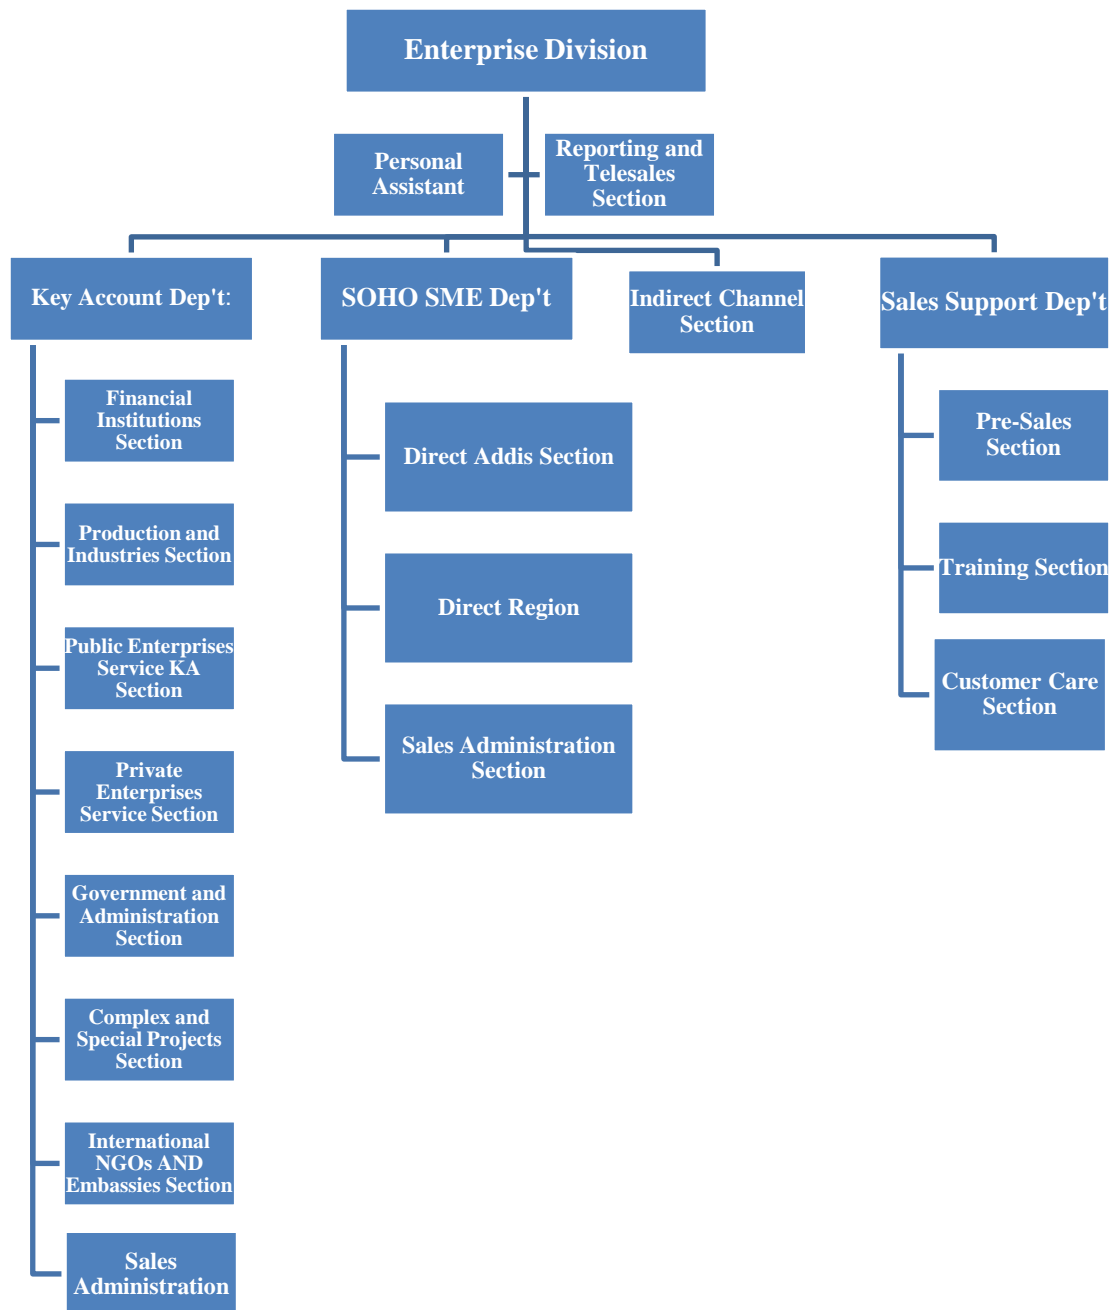 Enterprise Division
Personal
Assistant
Reporting and
Telesales
Section
Key Account Dep't:
SOHO SME Dep't
Indirect Channel
Section
Sales Support Dep't
Financial
Institutions
Section
Production and
Industries Section
Public Enterprises
Service KA
Section
Private
Enterprises
Service Section
Government and
Administration
Section
Complex and
Special Projects
Section
International
NGOs AND
Embassies Section
Sales
Administration
Direct Addis Section
Direct Region
Sales Administration
Section
Pre-Sales
Section
Training Section
Customer Care
Section